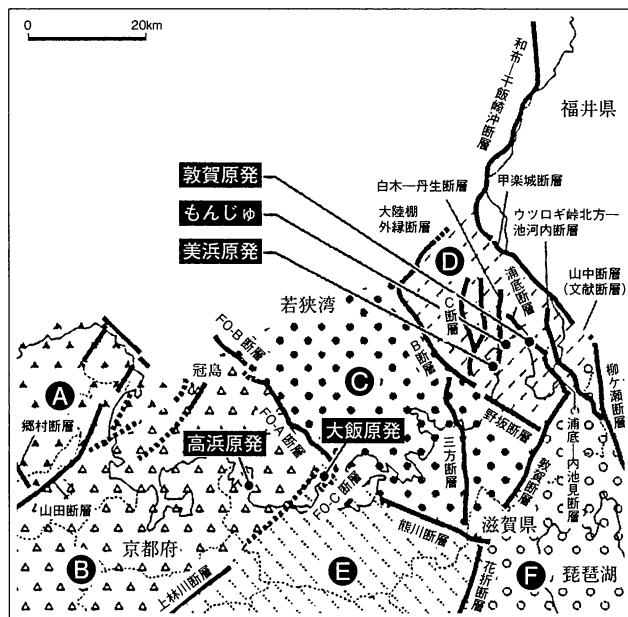 0 20km
和布―干飯崎沖断層
福井県
敦賀原発
白木―丹生断層
甲楽城断層
もんじゅ
大陸棚
外縁断層
ウツロギ峠北方―
池河内断層
美浜原発
D
浦底断層
山中断層
(文献断層)
若狭湾
C断層
FO-B断層
B断層
柳ケ瀬断層
冠島
C
A
FO-A断層
大飯原発
郷村断層
高浜原発
野坂断層
三方断層
浦底―内池見断層
敦賀断層
山田断層
FO-C断層
滋賀県
京都府
熊川断層
B
E
F
琵琶湖
上林川断層
花折断層